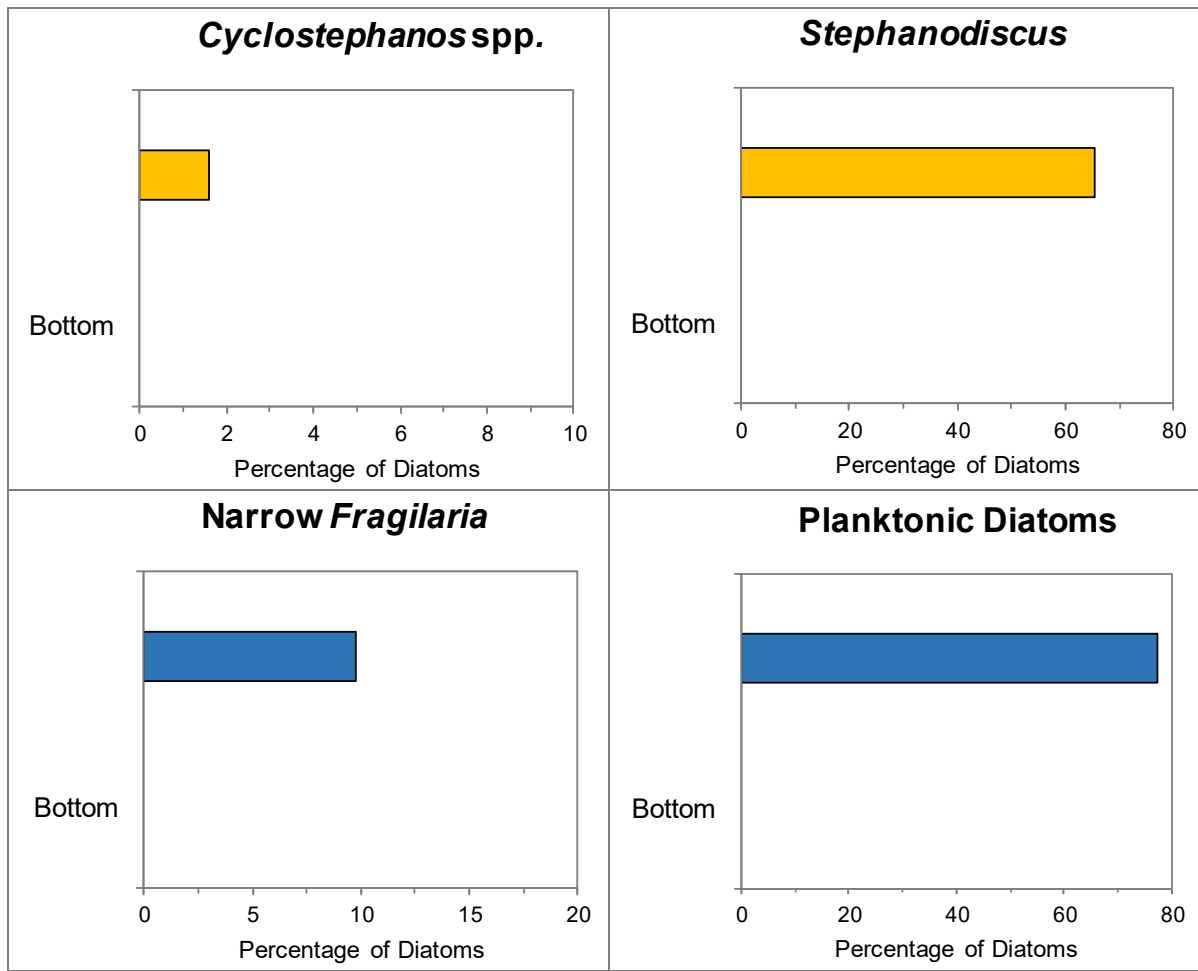 Cyclostephanos spp.
Bottom
0 2 4 6 8 10
Percentage of Diatoms
Stephanodiscus
Bottom
0 20 40 60 80
Percentage of Diatoms
Narrow Fragilaria
Bottom
0 5 10 15 20
Percentage of Diatoms
Planktonic Diatoms
Bottom
0 20 40 60 80
Percentage of Diatoms